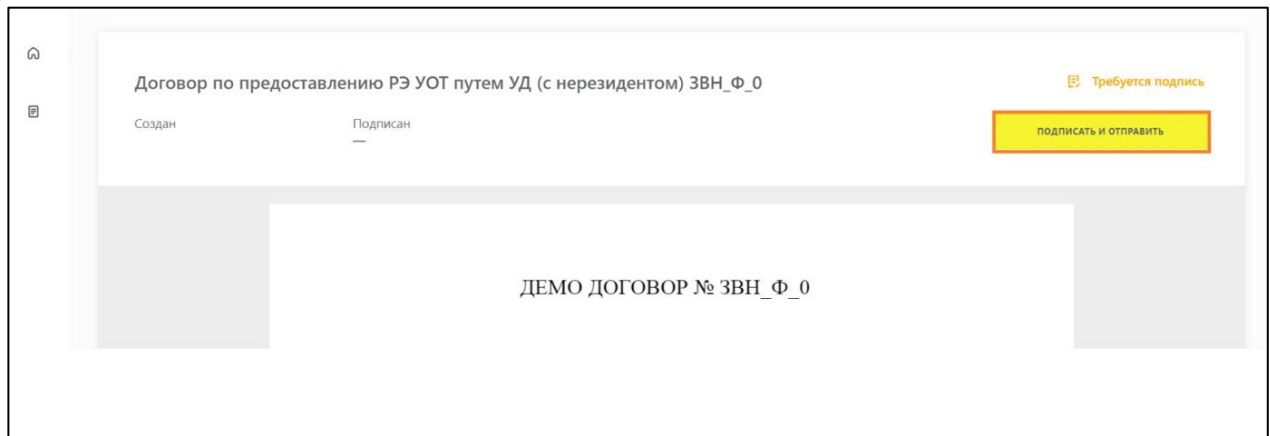 Договор по предоставлению РЭ УОТ путем УД (с нерезидентом) ЗВН_Ф_0
Требуется подпись
Создан
Подписан
—
ПОДПИСАТЬ И ОТПРАВИТЬ
ДЕМО ДОГОВОР № ЗВН_Ф_0